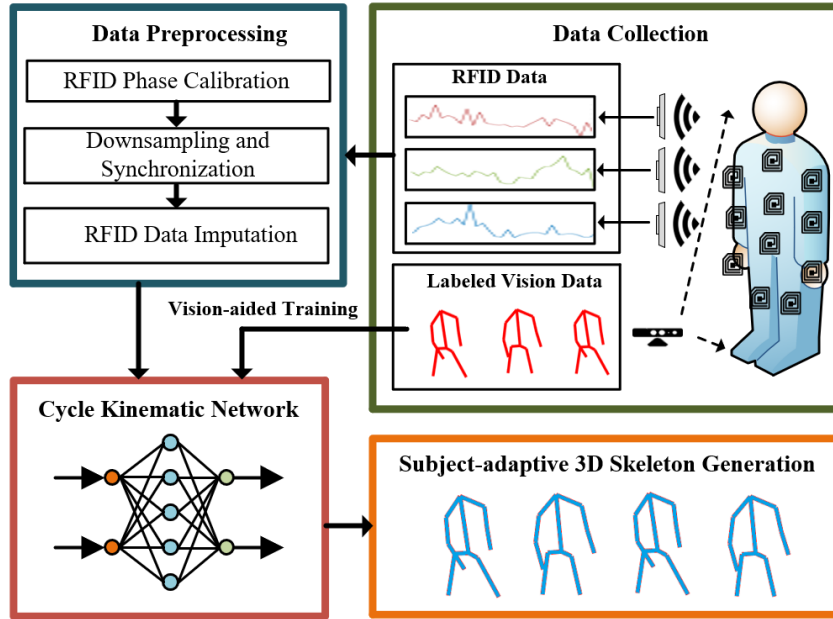 Data Preprocessing
RFID Phase Calibration
Downsampling and
Synchronization
RFID Data Imputation
Data Collection
RFID Data
Labeled Vision Data
Vision-aided Training
Cycle Kinematic Network
Subject-adaptive 3D Skeleton Generation